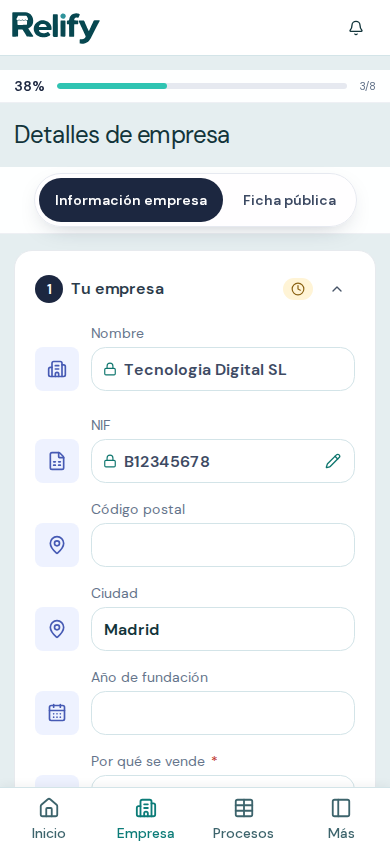 Relify
38%
3/8
Detalles de empresa
Información empresa
Ficha pública
1
Tu empresa
Nombre
Tecnologia Digital SL
NIF
B12345678
Código postal
Ciudad
Madrid
Año de fundación
Por qué se vende *
Inicio
Empresa
Procesos
Más